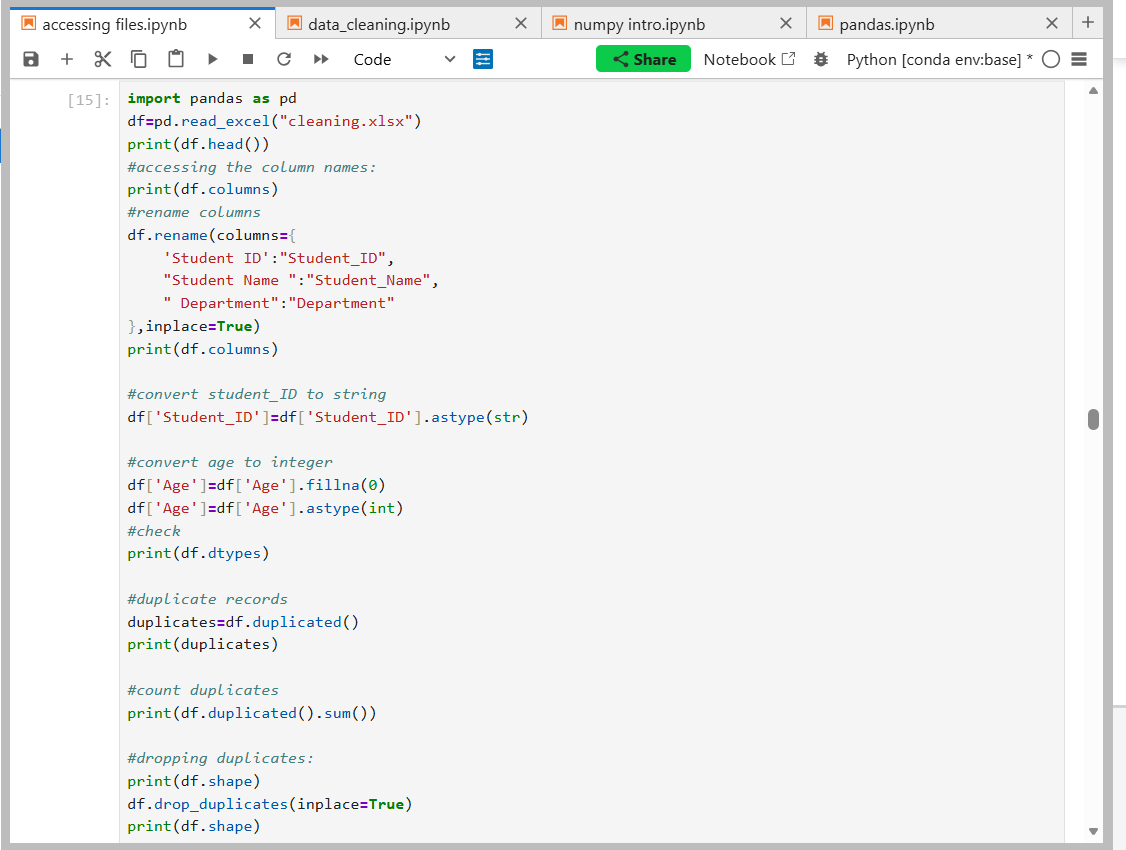 accessing files.ipynb
data_cleaning.ipynb
numpy intro.ipynb
pandas.ipynb
Code
Share
Notebook
Python [conda env:base] *
[15]:
import pandas as pd
df=pd.read_excel("cleaning.xlsx")
print(df.head())
#accessing the column names:
print(df.columns)
#rename columns
df.rename(columns={
    'Student ID':"Student_ID",
    "Student Name ":"Student_Name",
    " Department":"Department"
},inplace=True)
print(df.columns)

#convert student_ID to string
df['Student_ID']=df['Student_ID'].astype(str)

#convert age to integer
df['Age']=df['Age'].fillna(0)
df['Age']=df['Age'].astype(int)
#check
print(df.dtypes)

#duplicate records
duplicates=df.duplicated()
print(duplicates)

#count duplicates
print(df.duplicated().sum())

#dropping duplicates:
print(df.shape)
df.drop_duplicates(inplace=True)
print(df.shape)